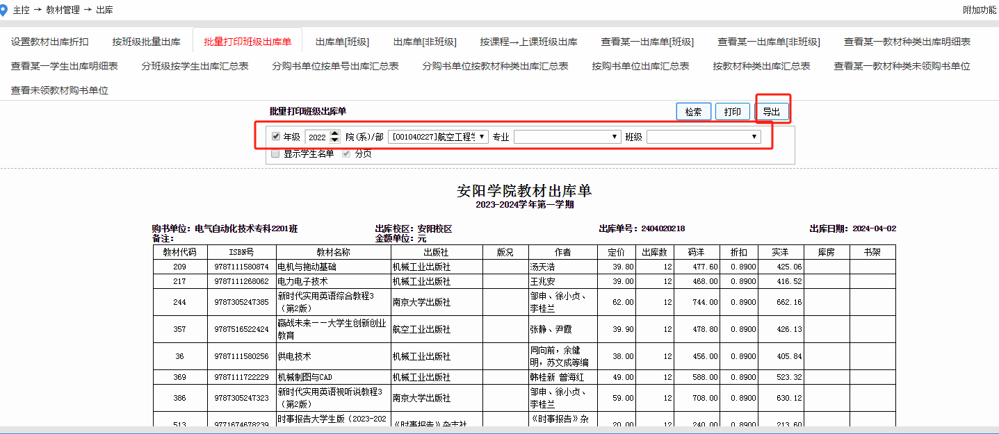 主控 → 教材管理 → 出库 附加功能
设置教材出库折扣 按班级批量出库 批量打印班级出库单 出库单[班级] 出库单[非班级] 按课程→上课班级出库 查看某一出库单[班级] 查看某一出库单[非班级] 查看某一教材种类出库明细表
查看某一学生出库明细表 分班级按学生出库汇总表 分购书单位按单号出库汇总表 分购书单位按教材种类出库汇总表 按购书单位出库汇总表 按教材种类出库汇总表 查看某一教材种类未领购书单位
查看未领教材购书单位
批量打印班级出库单 检索 打印 导出
年级 2022 院(系)/部 [001040227]航空工程学 专业 班级
显示学生名单 分页
安阳学院教材出库单
2023-2024学年第一学期
购书单位：电气自动化技术专科2201班 出库校区：安阳校区 出库单号：2404020218 出库日期：2024-04-02
备注： 金额单位：元
教材代码 ISBN号 教材名称 出版社 版况 作者 定价 出库数 码洋 折扣 实洋 库房 书架
209 9787111580874 电机与拖动基础 机械工业出版社 汤天浩 39.80 12 477.60 0.8900 425.06
217 9787111268062 电力电子技术 机械工业出版社 王兆安 39.00 12 468.00 0.8900 416.52
244 9787305247385 新时代实用英语综合教程3（第2版） 南京大学出版社 邹申、徐小贞、李桂兰 62.00 12 744.00 0.8900 662.16
357 9787516522424 赢战未来——大学生创新创业教育 航空工业出版社 张静、尹霞 39.90 12 478.80 0.8900 426.13
36 9787111580256 供电技术 机械工业出版社 同向前，余健明，苏文成等编 38.00 12 456.00 0.8900 405.84
369 9787111722229 机械制图与CAD 机械工业出版社 韩桂新 曾海红 49.00 12 588.00 0.8900 523.32
386 9787305247323 新时代实用英语视听说教程3（第2版） 南京大学出版社 邹申、徐小贞、李桂兰 59.00 12 708.00 0.8900 630.12
513 9771674678239 时事报告大学生版（2023-202 《时事报告》杂志社 《时事报告》杂 20.00 12 240.00 0.8900 213.60